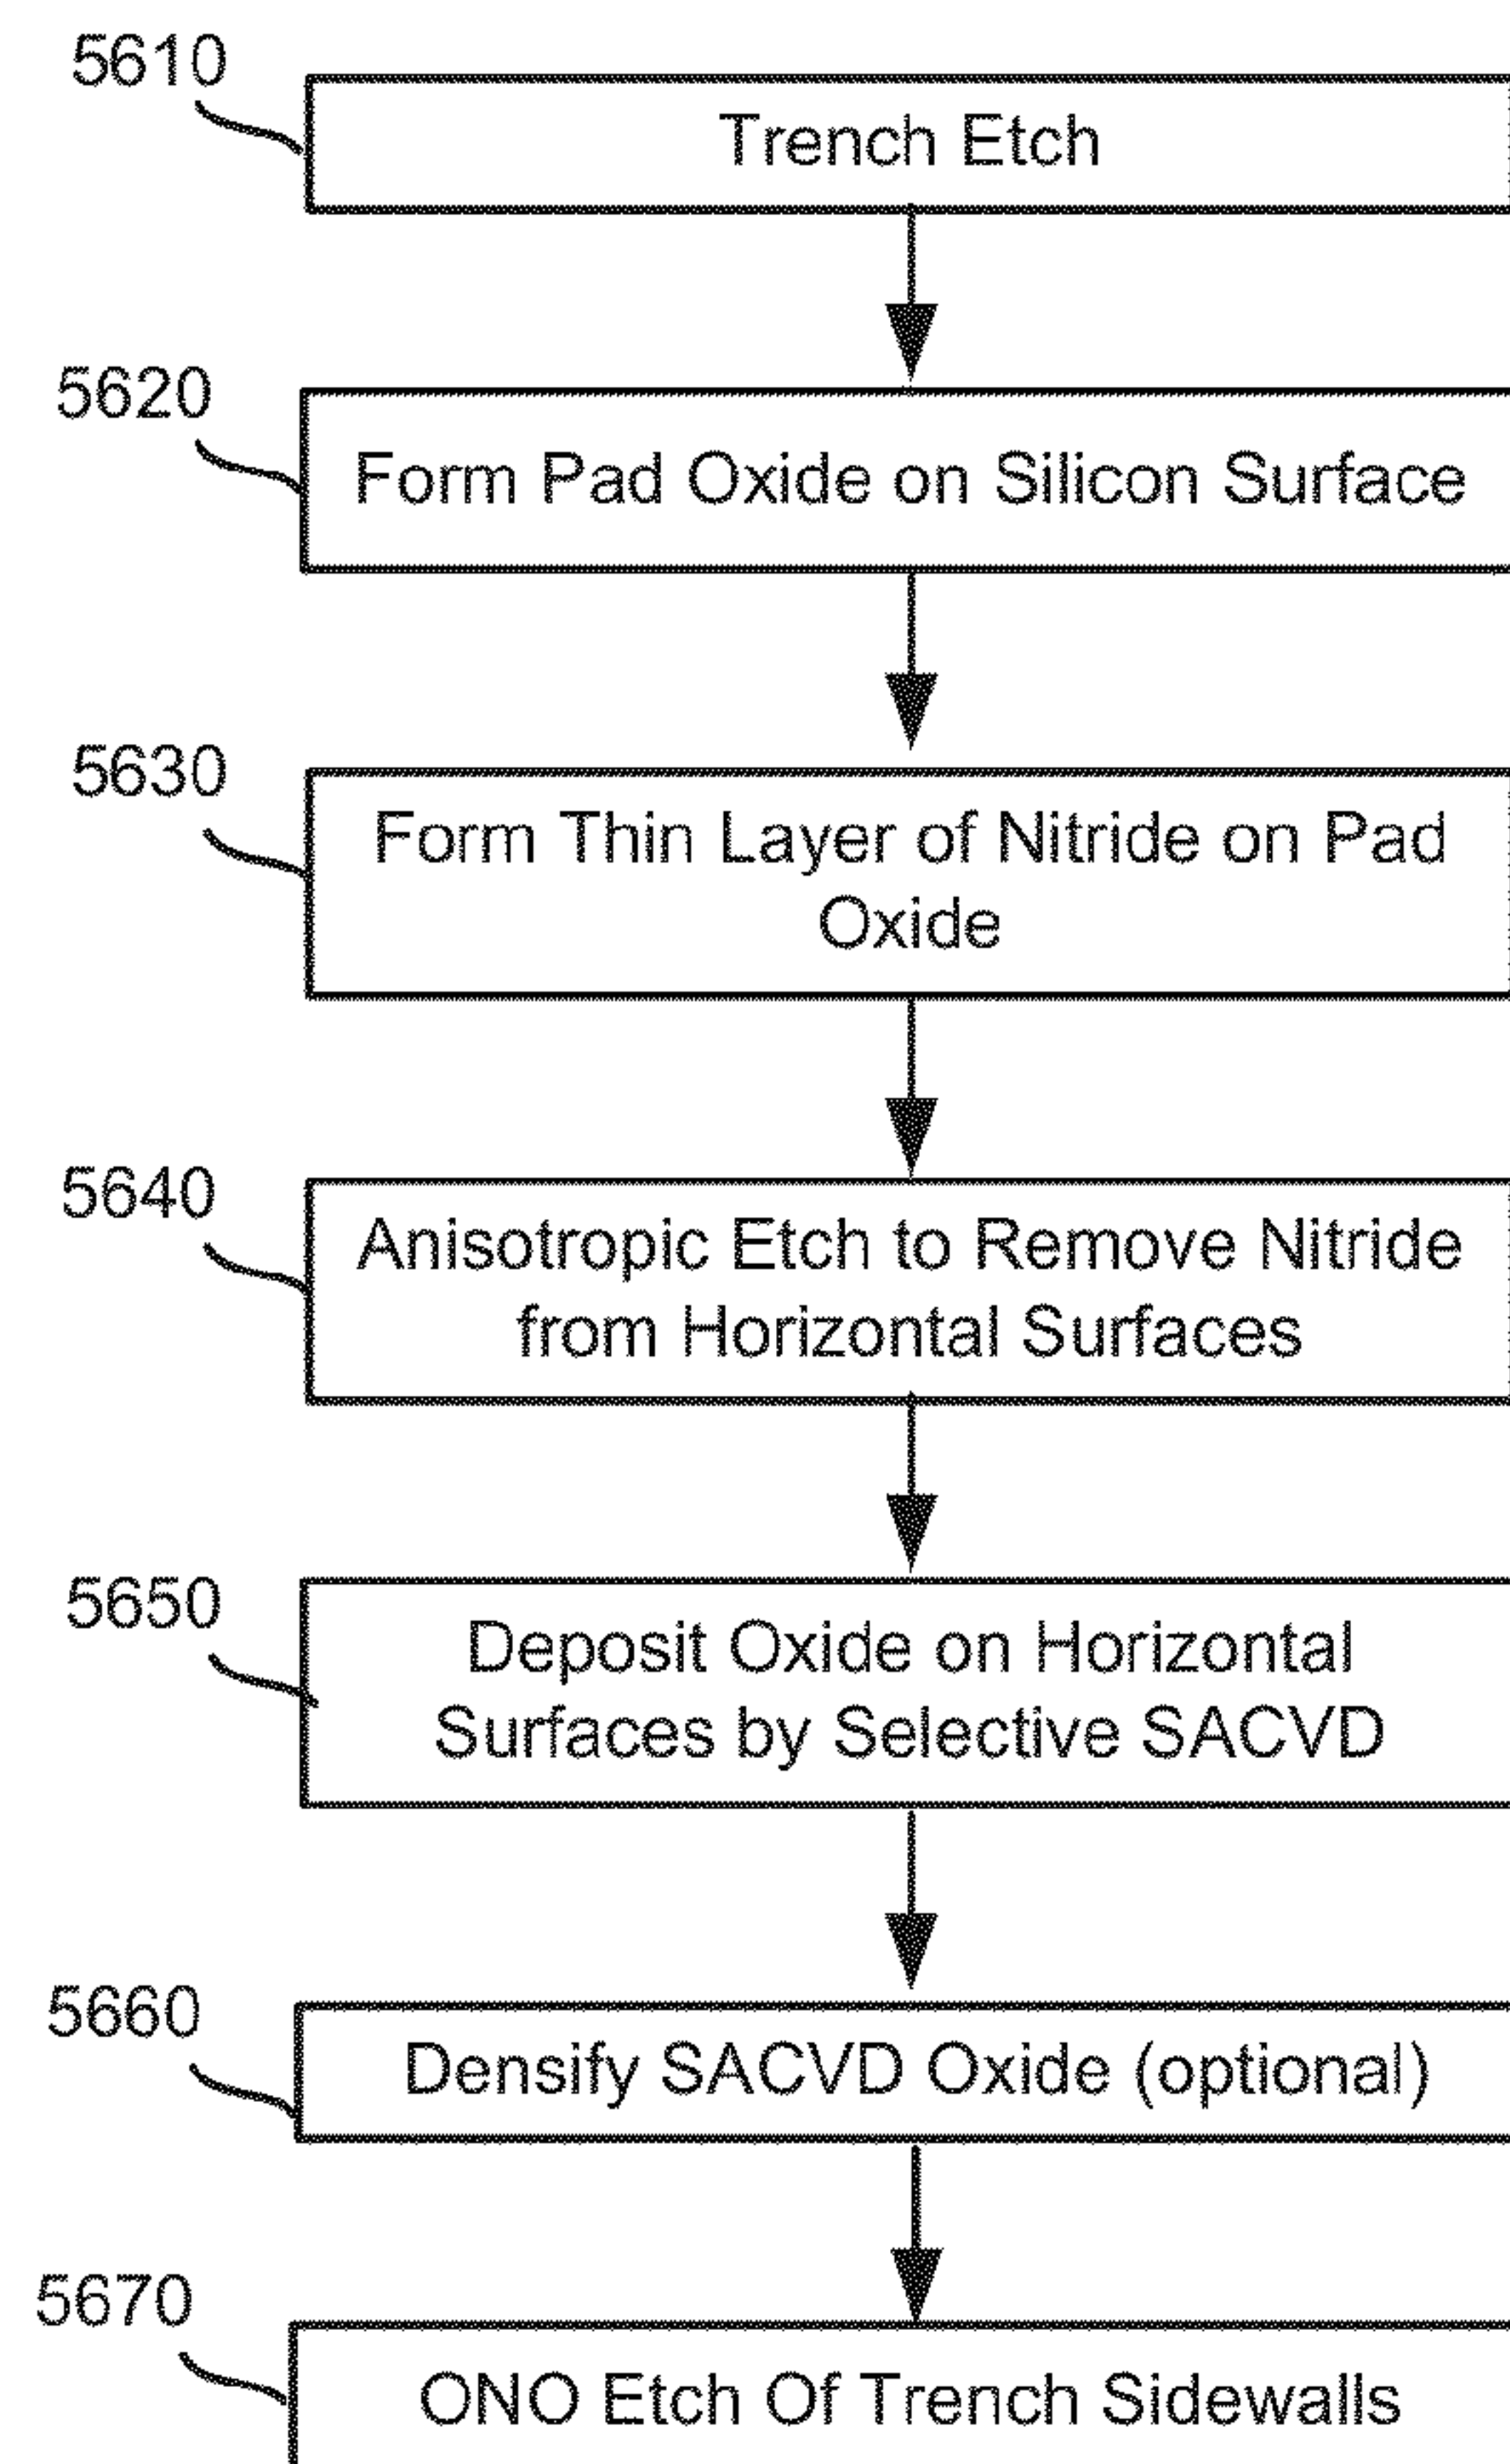 5610
Trench Etch
5620
Form Pad Oxide on Silicon Surface
5630
Form Thin Layer of Nitride on Pad
Oxide
5640
Anisotropic Etch to Remove Nitride
from Horizontal Surfaces
5650
Deposit Oxide on Horizontal
Surfaces by Selective SACVD
5660
Densify SACVD Oxide (optional)
5670
ONO Etch Of Trench Sidewalls